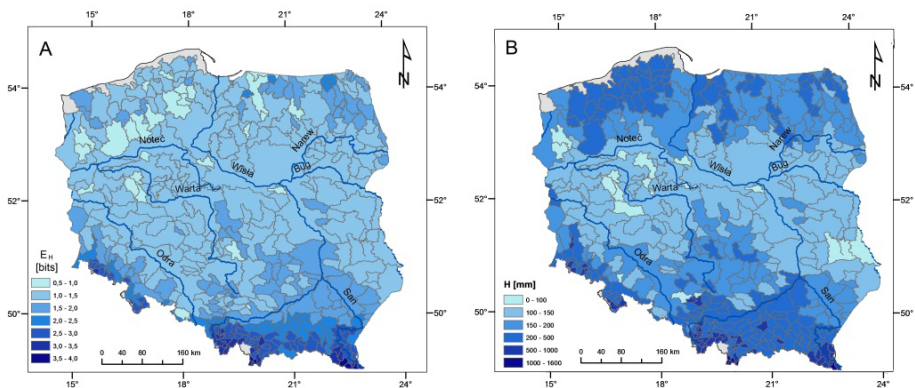 15° 18° 21° 24°
A
N
54° 54°
Noteć
Narew
Wisła
Bug
Warta
52° 52°
Odra
San
E H
[bits]
0,5 - 1,0
1,0 - 1,5
1,5 - 2,0
2,0 - 2,5
2,5 - 3,0
3,0 - 3,5
3,5 - 4,0
50° 50°
0 40 80 160 km
15° 18° 21° 24°
15° 18° 21° 24°
B
N
54° 54°
Noteć
Narew
Wisła
Bug
Warta
52° 52°
Odra
San
H [mm]
0 - 100
100 - 150
150 - 200
200 - 500
500 - 1000
1000 - 1600
50° 50°
0 40 80 160 km
15° 18° 21° 24°